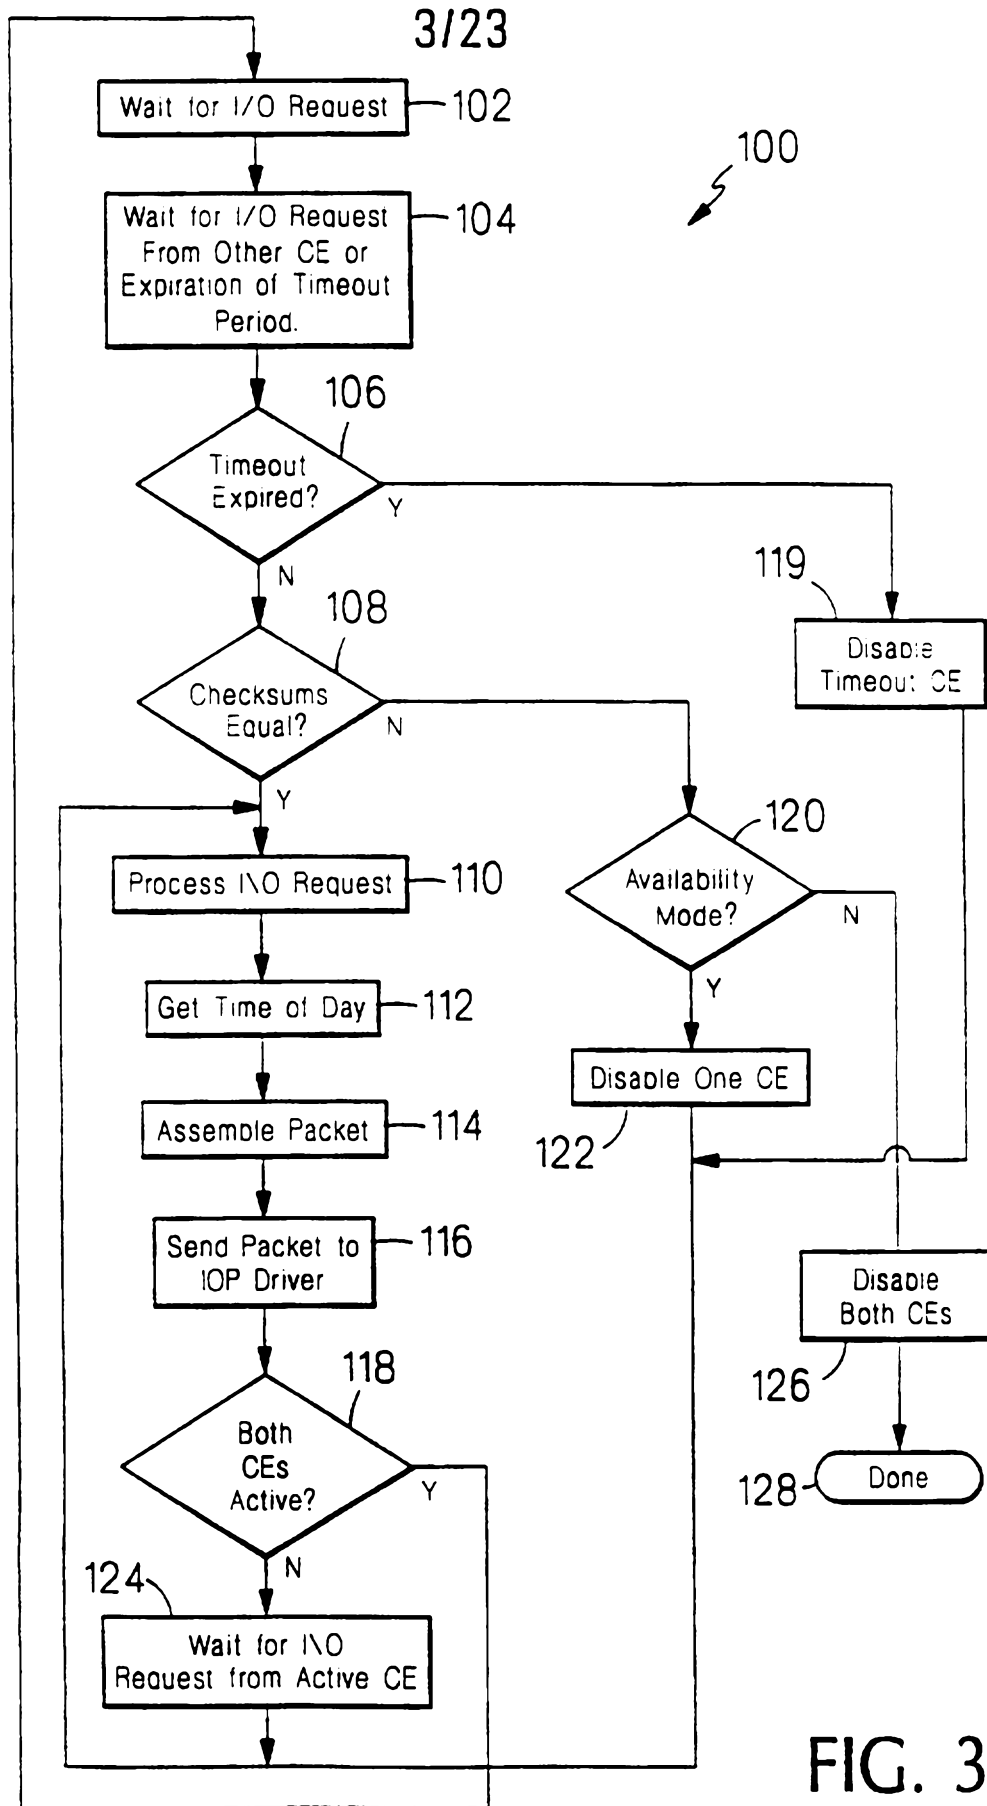 3/23
Wait for I/O Request
102
100
Wait for I/O Request
From Other CE or
Expiration of Timeout
Period.
104
106
Timeout
Expired?
Y
N
119
Disable
Timeout CE
108
Checksums
Equal?
N
Y
120
Availability
Mode?
N
Y
Process I\O Request
110
Get Time of Day
112
Disable One CE
122
Assemble Packet
114
Send Packet to
IOP Driver
116
Disable
Both CEs
126
118
Both
CEs
Active?
Y
N
Done
128
124
Wait for I\O
Request from Active CE
FIG. 3